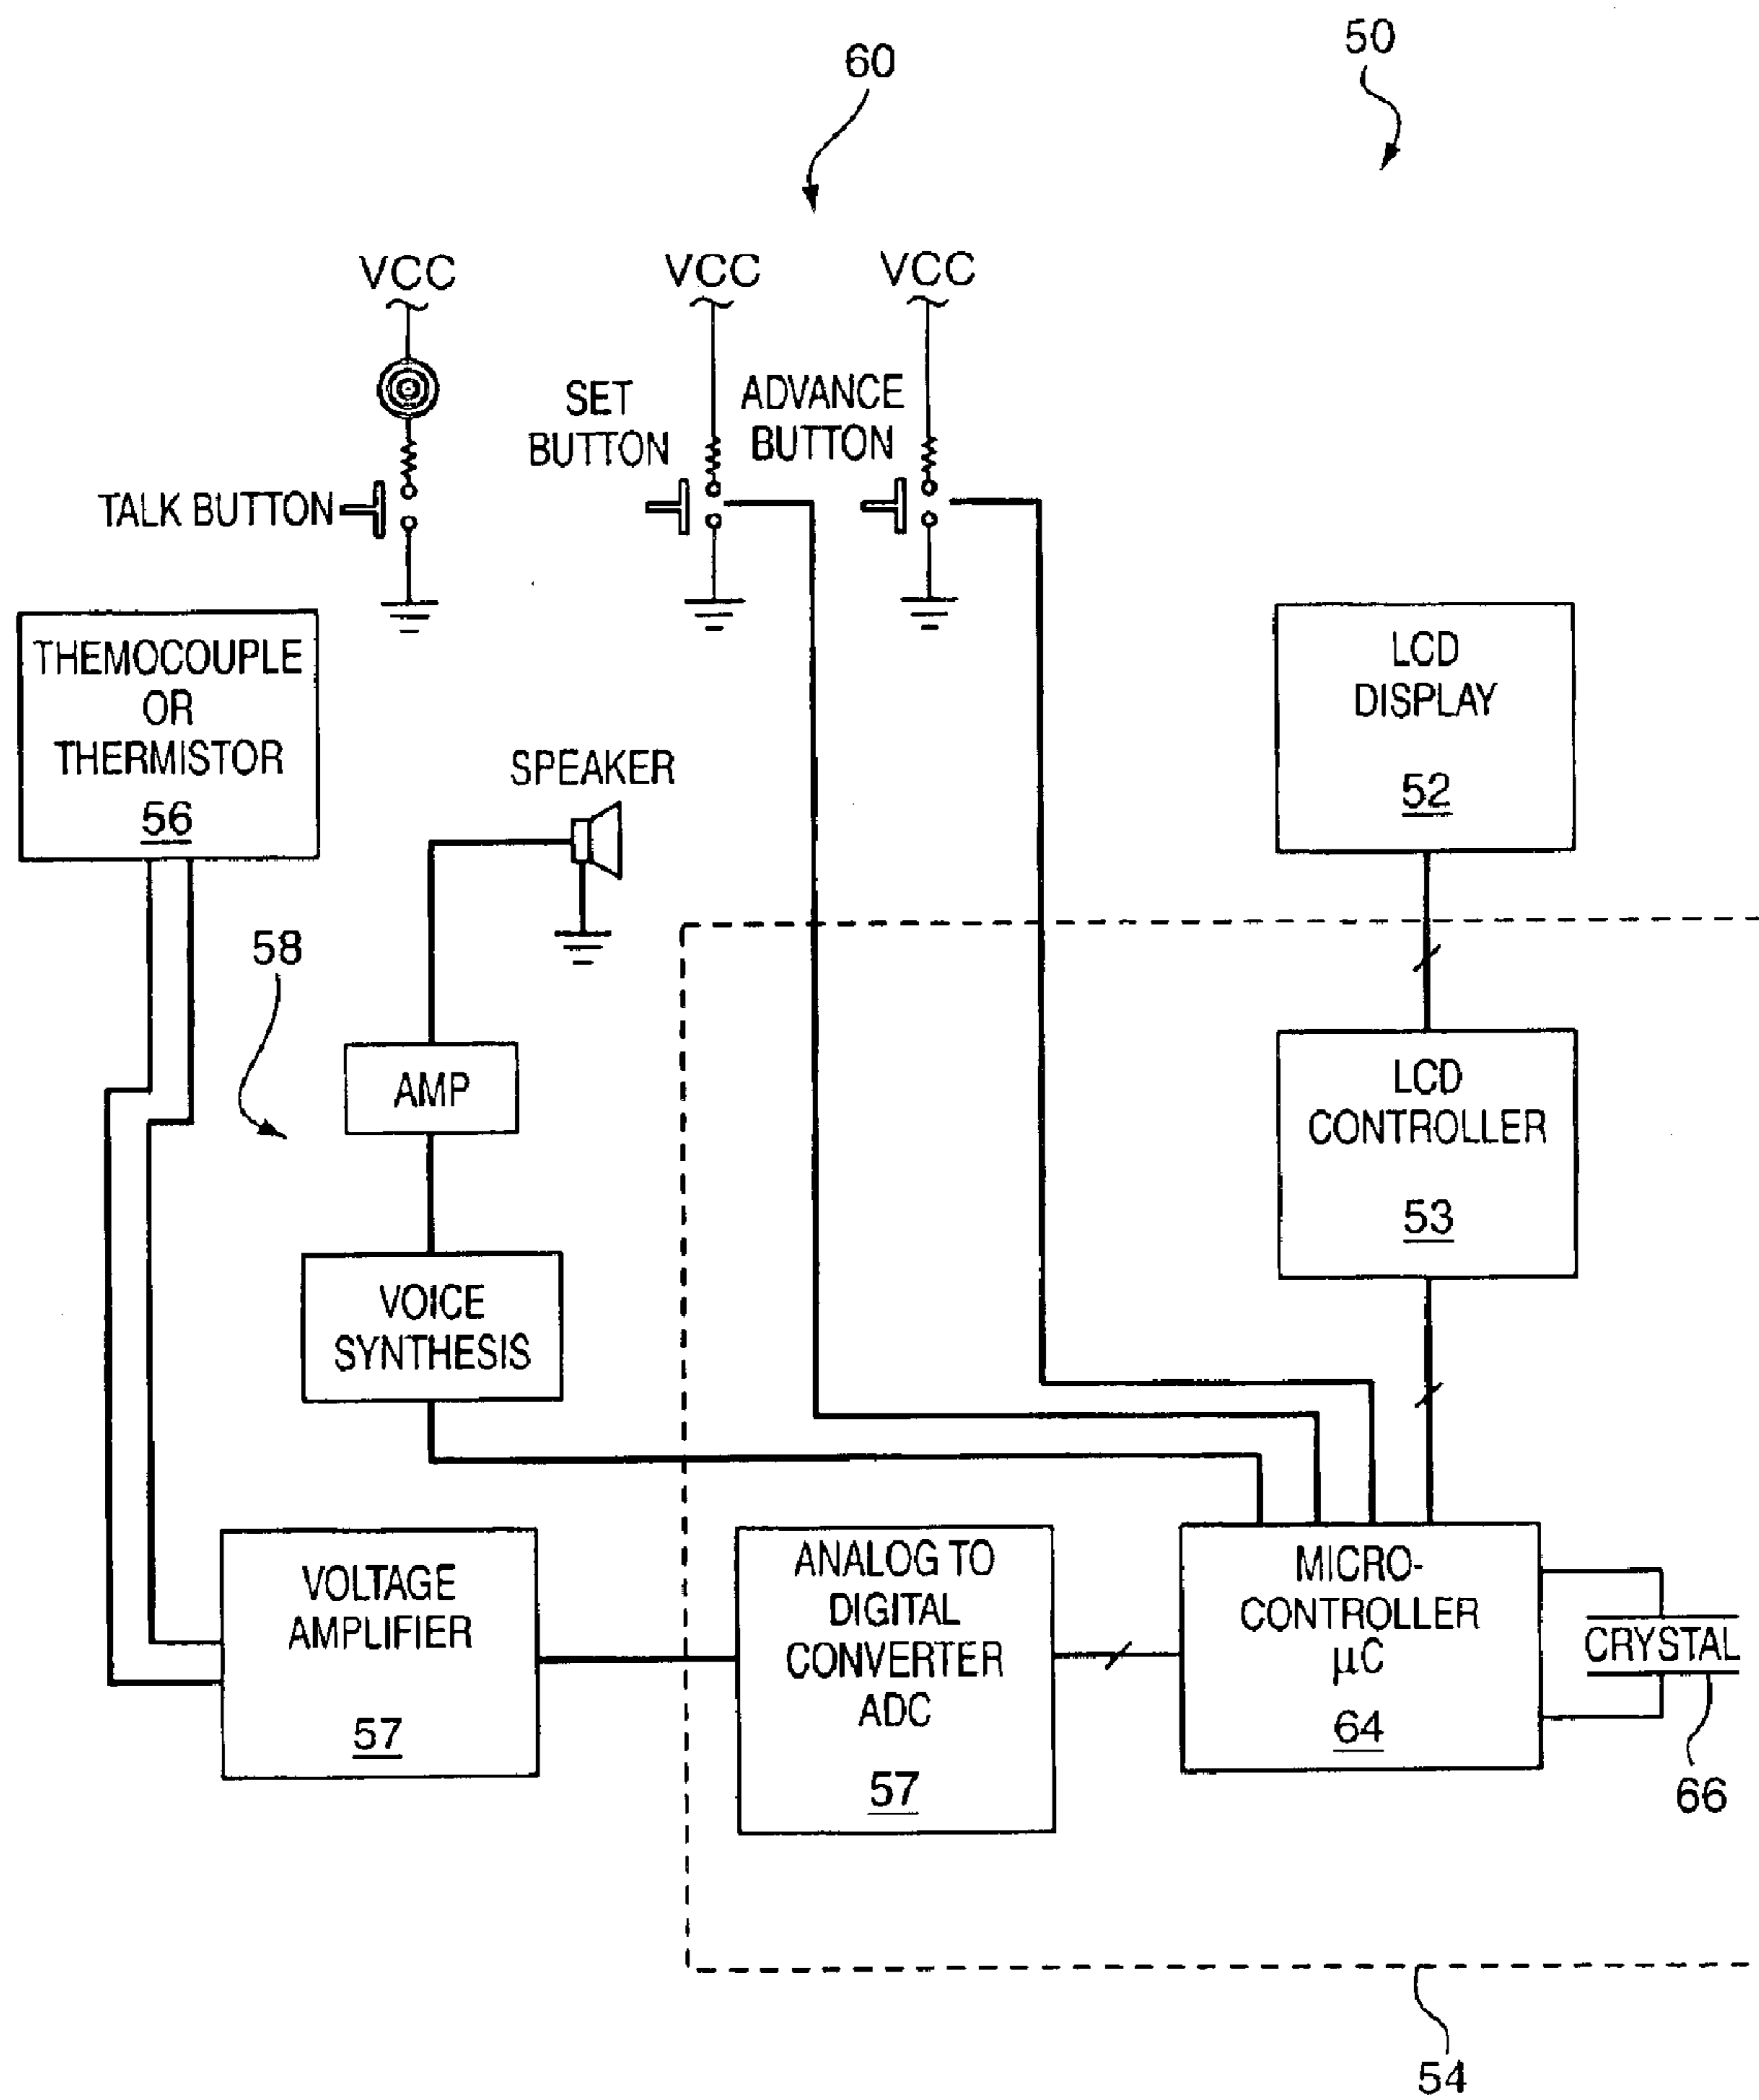 60
50
VCC
VCC
VCC
SET
BUTTON
ADVANCE
BUTTON
TALK BUTTON
THEMOCOUPLE
OR
THERMISTOR
56
LCD
DISPLAY
52
SPEAKER
58
AMP
LCD
CONTROLLER
53
VOICE
SYNTHESIS
VOLTAGE
AMPLIFIER
57
ANALOG TO
DIGITAL
CONVERTER
ADC
57
MICRO-
CONTROLLER
μC
64
CRYSTAL
66
54